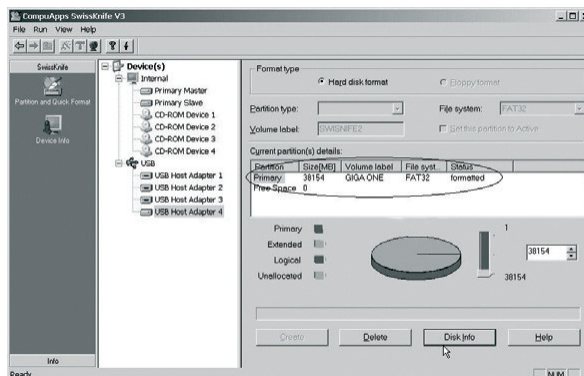 CompuApps SwissKnife V3
File Run View Help
SwissKnife
Partition and Quick Format
Device Info
Info
Device(s)
Internal
Primary Master
Primary Slave
CD-ROM Device 1
CD-ROM Device 2
CD-ROM Device 3
CD-ROM Device 4
USB
USB Host Adapter 1
USB Host Adapter 2
USB Host Adapter 3
USB Host Adapter 4
Format type
Hard disk format Floppy format
Partition type: File system: FAT32
Volume label: SWISNIFE2 Set this partition to Active
Current partition(s) details:
Partition Size[MB] Volume label File syst... Status
Primary 38154 GIGA ONE FAT32 formatted
Free Space 0
Primary
Extended
Logical
Unallocated
1
38154
38154
Create Delete Disk Info Help
Ready NUM